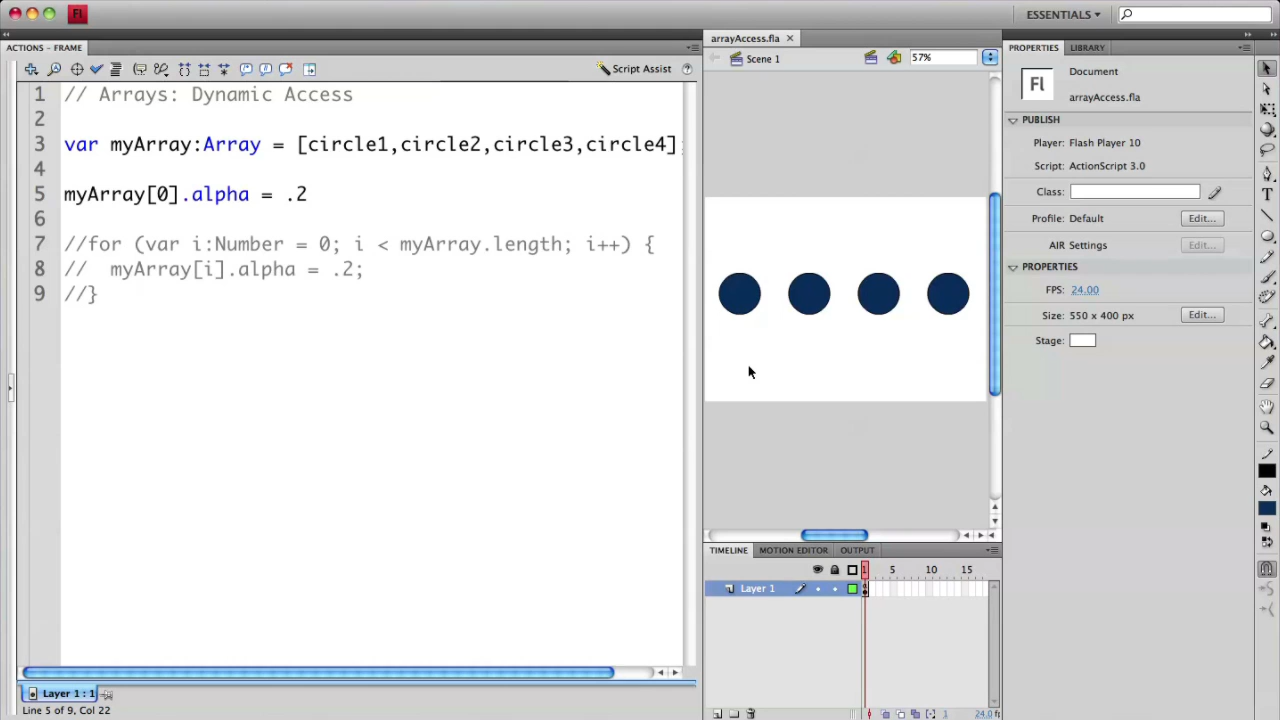 Fl
ESSENTIALS
ACTIONS - FRAME
Script Assist
1 // Arrays: Dynamic Access
2
3 var myArray:Array = [circle1,circle2,circle3,circle4];
4
5 myArray[0].alpha = .2
6
7 //for (var i:Number = 0; i < myArray.length; i++) {
8 //  myArray[i].alpha = .2;
9 //}
Layer 1 : 1
Line 5 of 9, Col 22
arrayAccess.fla
Scene 1
57%
TIMELINE MOTION EDITOR OUTPUT
1 5 10 15
Layer 1
1 24.0f
PROPERTIES LIBRARY
Fl
Document
arrayAccess.fla
PUBLISH
Player: Flash Player 10
Script: ActionScript 3.0
Class:
Profile: Default Edit...
AIR Settings Edit...
PROPERTIES
FPS: 24.00
Size: 550 x 400 px Edit...
Stage: